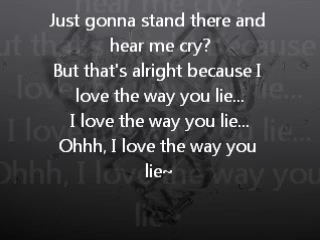 Just gonna stand there and
hear me cry?
But that's alright because I
love the way you lie...
I love the way you lie...
Ohhh, I love the way you
lie~